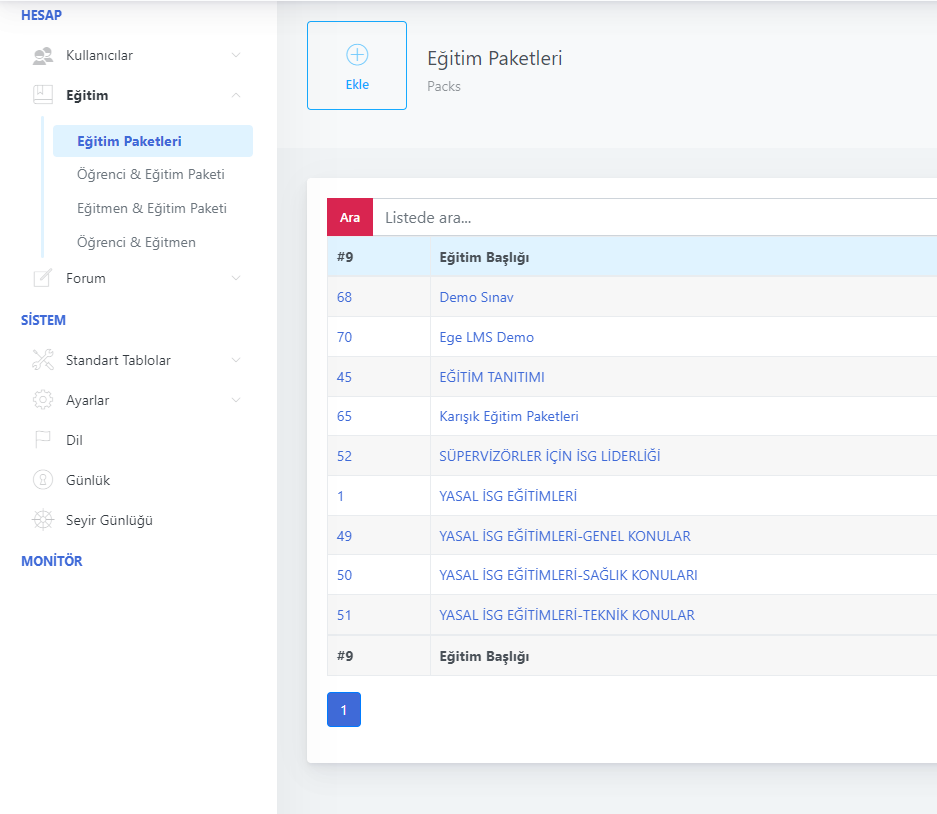 HESAP
Kullanıcılar
Eğitim
Eğitim Paketleri
Öğrenci & Eğitim Paketi
Eğitmen & Eğitim Paketi
Öğrenci & Eğitmen
Forum
SİSTEM
Standart Tablolar
Ayarlar
Dil
Günlük
Seyir Günlüğü
MONİTÖR
Ekle
Eğitim Paketleri
Packs
Ara Listede ara...
#9 Eğitim Başlığı
68 Demo Sınav
70 Ege LMS Demo
45 EĞİTİM TANITIMI
65 Karışık Eğitim Paketleri
52 SÜPERVİZÖRLER İÇİN İSG LİDERLİĞİ
1 YASAL İSG EĞİTİMLERİ
49 YASAL İSG EĞİTİMLERİ-GENEL KONULAR
50 YASAL İSG EĞİTİMLERİ-SAĞLIK KONULARI
51 YASAL İSG EĞİTİMLERİ-TEKNİK KONULAR
#9 Eğitim Başlığı
1